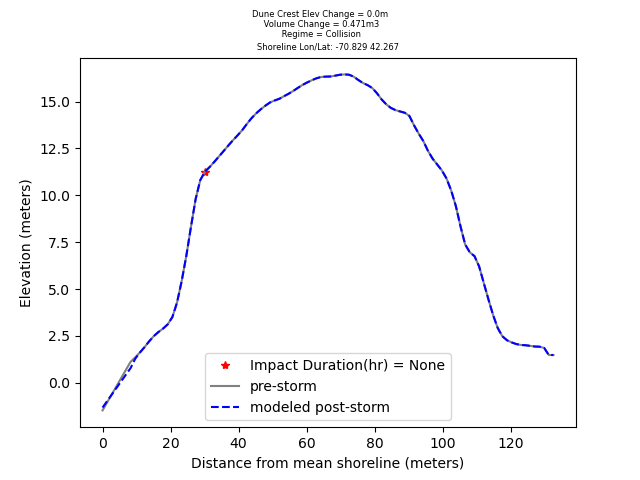 Dune Crest Elev Change = 0.0m
Volume Change = 0.471m3
Regime = Collision
Shoreline Lon/Lat: -70.829 42.267
Elevation (meters)
15.0
12.5
10.0
7.5
5.0
2.5
0.0
Impact Duration(hr) = None
pre-storm
modeled post-storm
0
20
40
60
80
100
120
Distance from mean shoreline (meters)